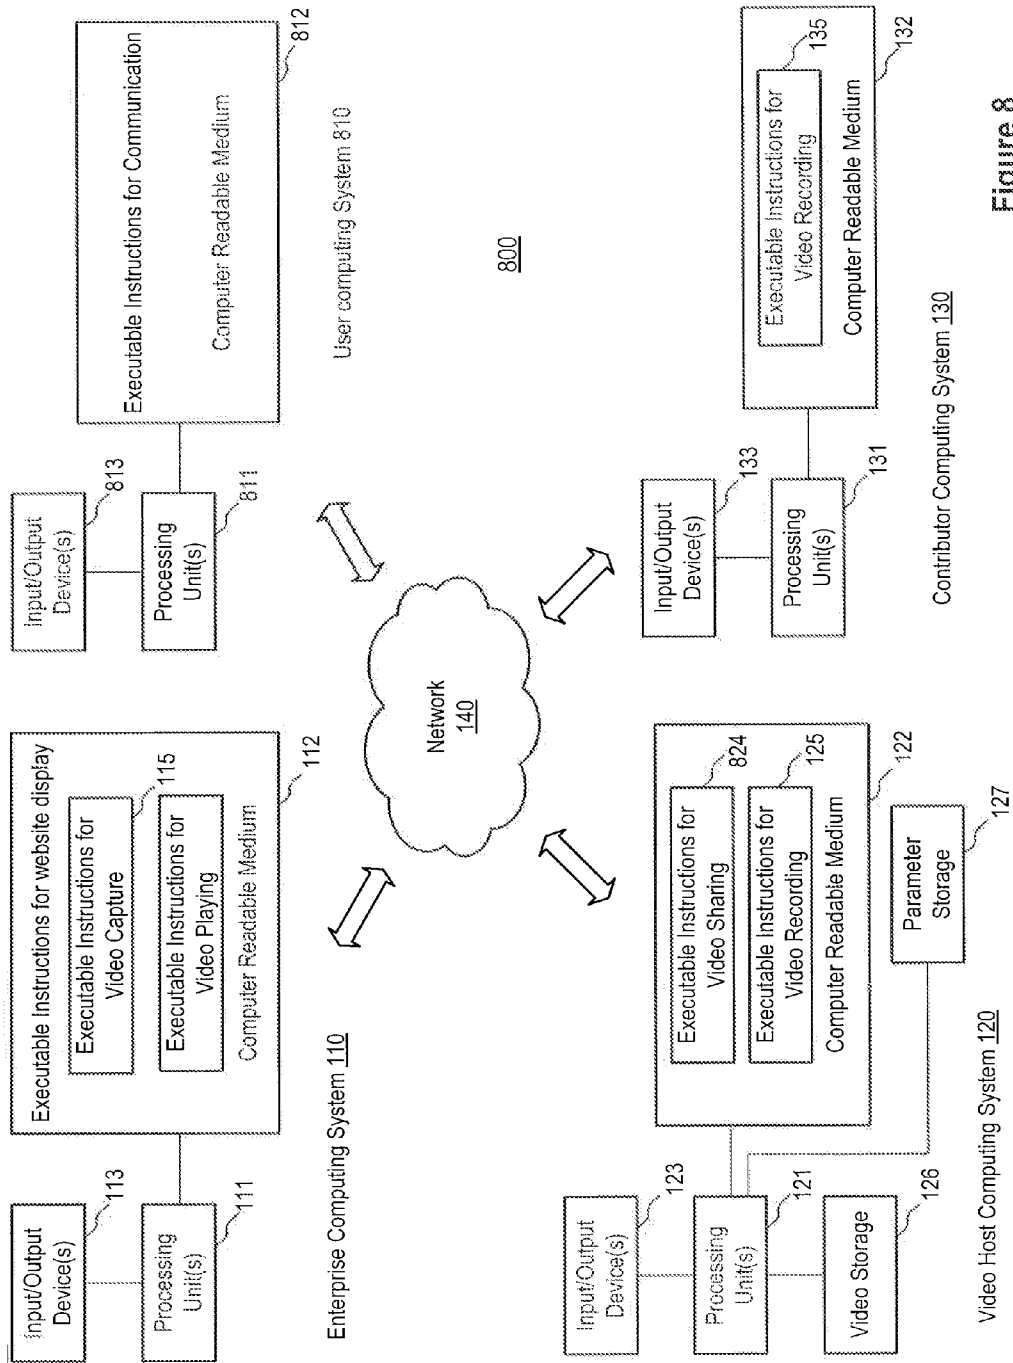 Input/Output
Device(s)
113
Processing
Unit(s)
111
Executable Instructions for website display
Executable Instructions for
Video Capture
115
Executable Instructions for
Video Playing
Computer Readable Medium
112
Enterprise Computing System 110
Input/Output
Device(s)
813
Processing
Unit(s)
811
Executable Instructions for Communication
Computer Readable Medium
812
User computing System 810
Network
140
800
Input/Output
Device(s)
123
Processing
Unit(s)
121
Video Storage
126
Executable Instructions for
Video Sharing
824
Executable Instructions for
Video Recording
125
Computer Readable Medium
122
Parameter
Storage
127
Video Host Computing System 120
Input/Output
Device(s)
133
Processing
Unit(s)
131
Executable Instructions for
Video Recording
135
Computer Readable Medium
132
Contributor Computing System 130
Figure 8